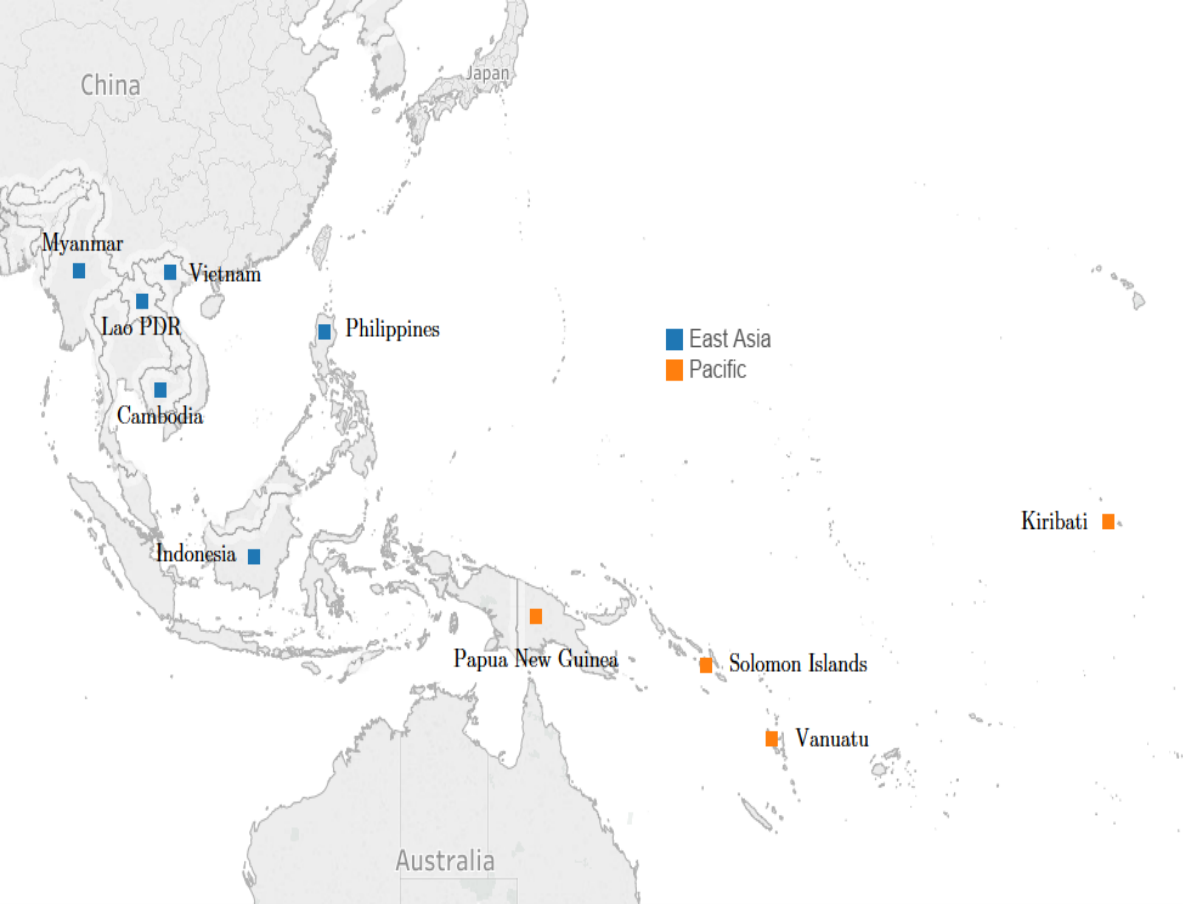 China
Japan
Myanmar
Vietnam
Lao PDR
Philippines
East Asia
Pacific
Cambodia
Kiribati
Indonesia
Papua New Guinea
Solomon Islands
Vanuatu
Australia